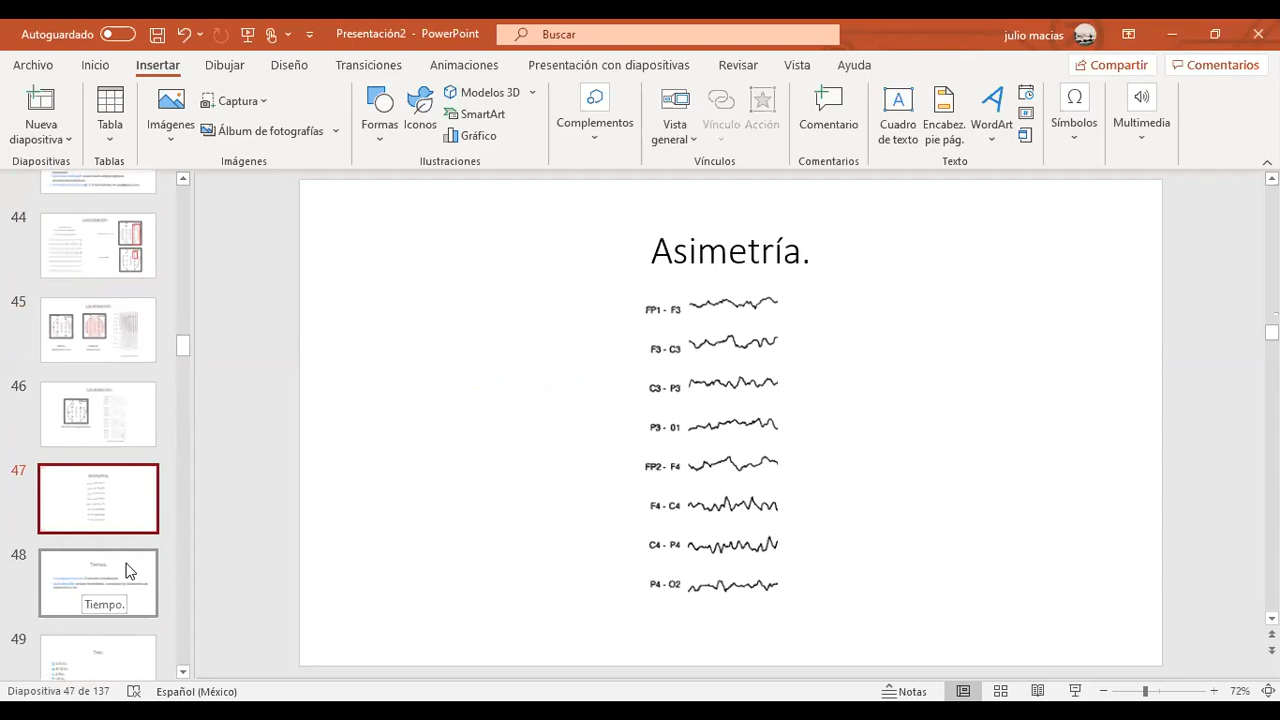 Autoguardado
Presentación2 - PowerPoint
Buscar
julio macias
Archivo Inicio Insertar Dibujar Diseño Transiciones Animaciones Presentación con diapositivas Revisar Vista Ayuda
Compartir
Comentarios
Nueva
diapositiva
Diapositivas
Tabla
Tablas
Imágenes
Captura
Álbum de fotografías
Imágenes
Formas
Iconos
Modelos 3D
SmartArt
Gráfico
Ilustraciones
Complementos
Vista
general
Vínculo
Acción
Vínculos
Comentario
Comentarios
Cuadro
de texto
Encabez.
pie pág.
WordArt
Texto
Símbolos
Multimedia
44
45
46
47
48
Tiempo.
49
Asimetría.
FP1 - F3
F3 - C3
C3 - P3
P3 - 01
FP2 - F4
F4 - C4
C4 - P4
P4 - O2
Diapositiva 47 de 137
Español (México)
Notas
72%